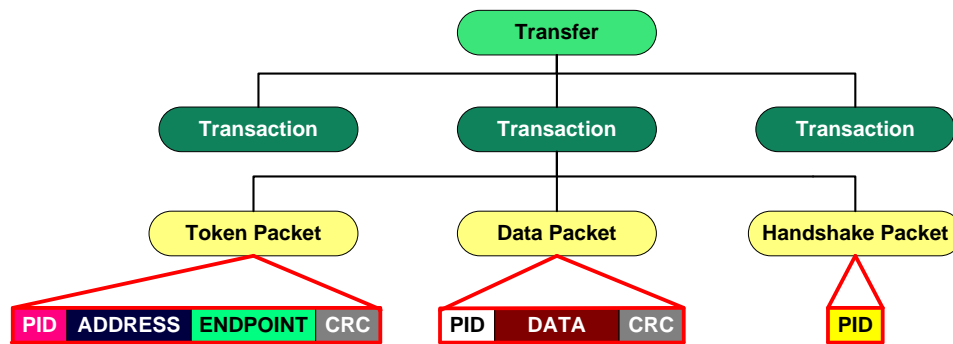 Transfer
Transaction Transaction Transaction
Token Packet Data Packet Handshake Packet
PID ADDRESS ENDPOINT CRC PID DATA CRC PID